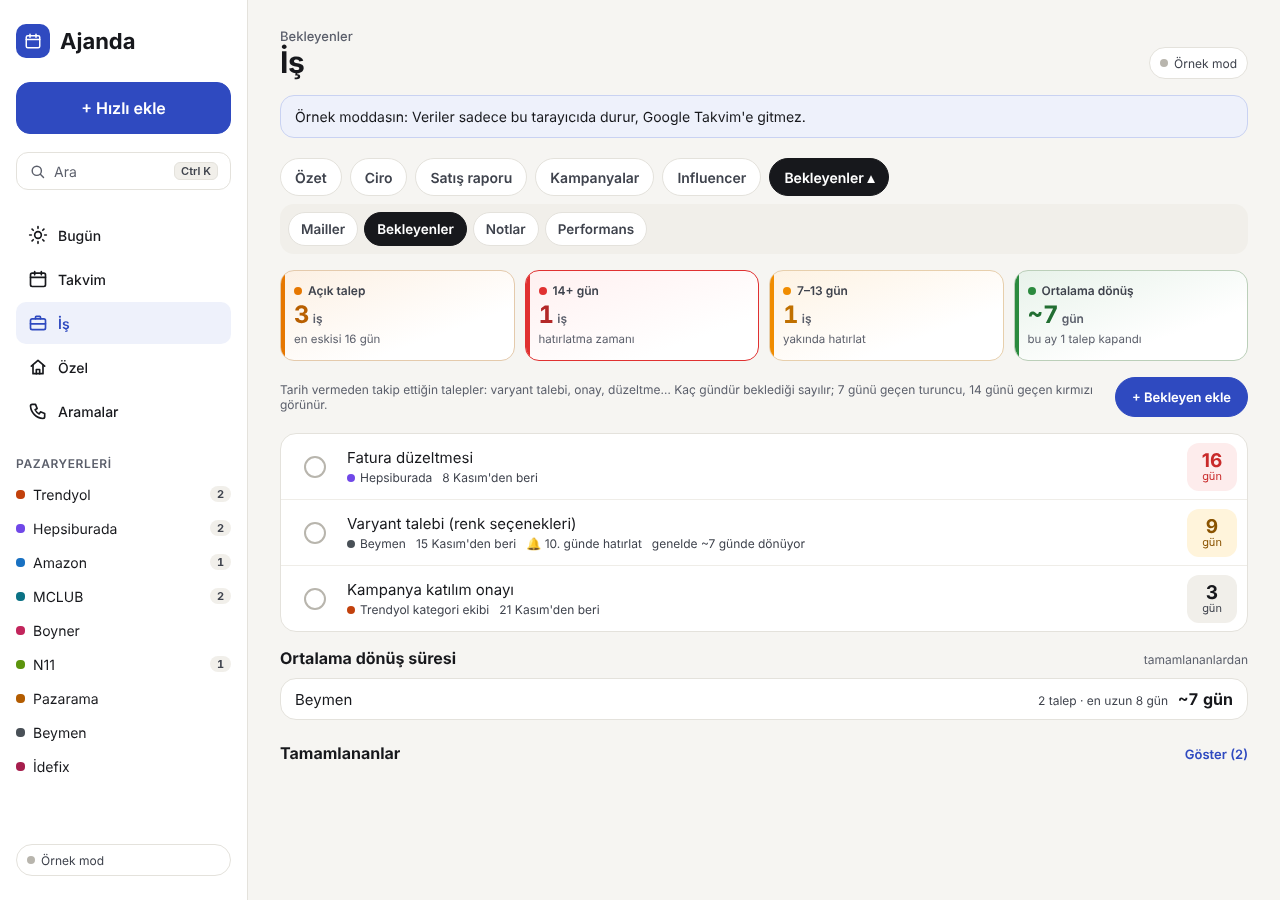 Ajanda
+ Hızlı ekle
Ara
Ctrl K
Bugün
Takvim
İş
Özel
Aramalar
PAZARYERLERİ
Trendyol 2
Hepsiburada 2
Amazon 1
MCLUB 2
Boyner
N11 1
Pazarama
Beymen
İdefix
Örnek mod
Bekleyenler
İş
Örnek mod
Örnek moddasın: Veriler sadece bu tarayıcıda durur, Google Takvim'e gitmez.
Özet Ciro Satış raporu Kampanyalar Influencer Bekleyenler ▴
Mailler Bekleyenler Notlar Performans
Açık talep
3 iş
en eskisi 16 gün
14+ gün
1 iş
hatırlatma zamanı
7–13 gün
1 iş
yakında hatırlat
Ortalama dönüş
~7 gün
bu ay 1 talep kapandı
Tarih vermeden takip ettiğin talepler: varyant talebi, onay, düzeltme… Kaç gündür beklediği sayılır; 7 günü geçen turuncu, 14 günü geçen kırmızı
görünür.
+ Bekleyen ekle
Fatura düzeltmesi
Hepsiburada 8 Kasım'den beri
16
gün
Varyant talebi (renk seçenekleri)
Beymen 15 Kasım'den beri 🔔 10. günde hatırlat genelde ~7 günde dönüyor
9
gün
Kampanya katılım onayı
Trendyol kategori ekibi 21 Kasım'den beri
3
gün
Ortalama dönüş süresi
tamamlananlardan
Beymen
2 talep · en uzun 8 gün ~7 gün
Tamamlananlar
Göster (2)